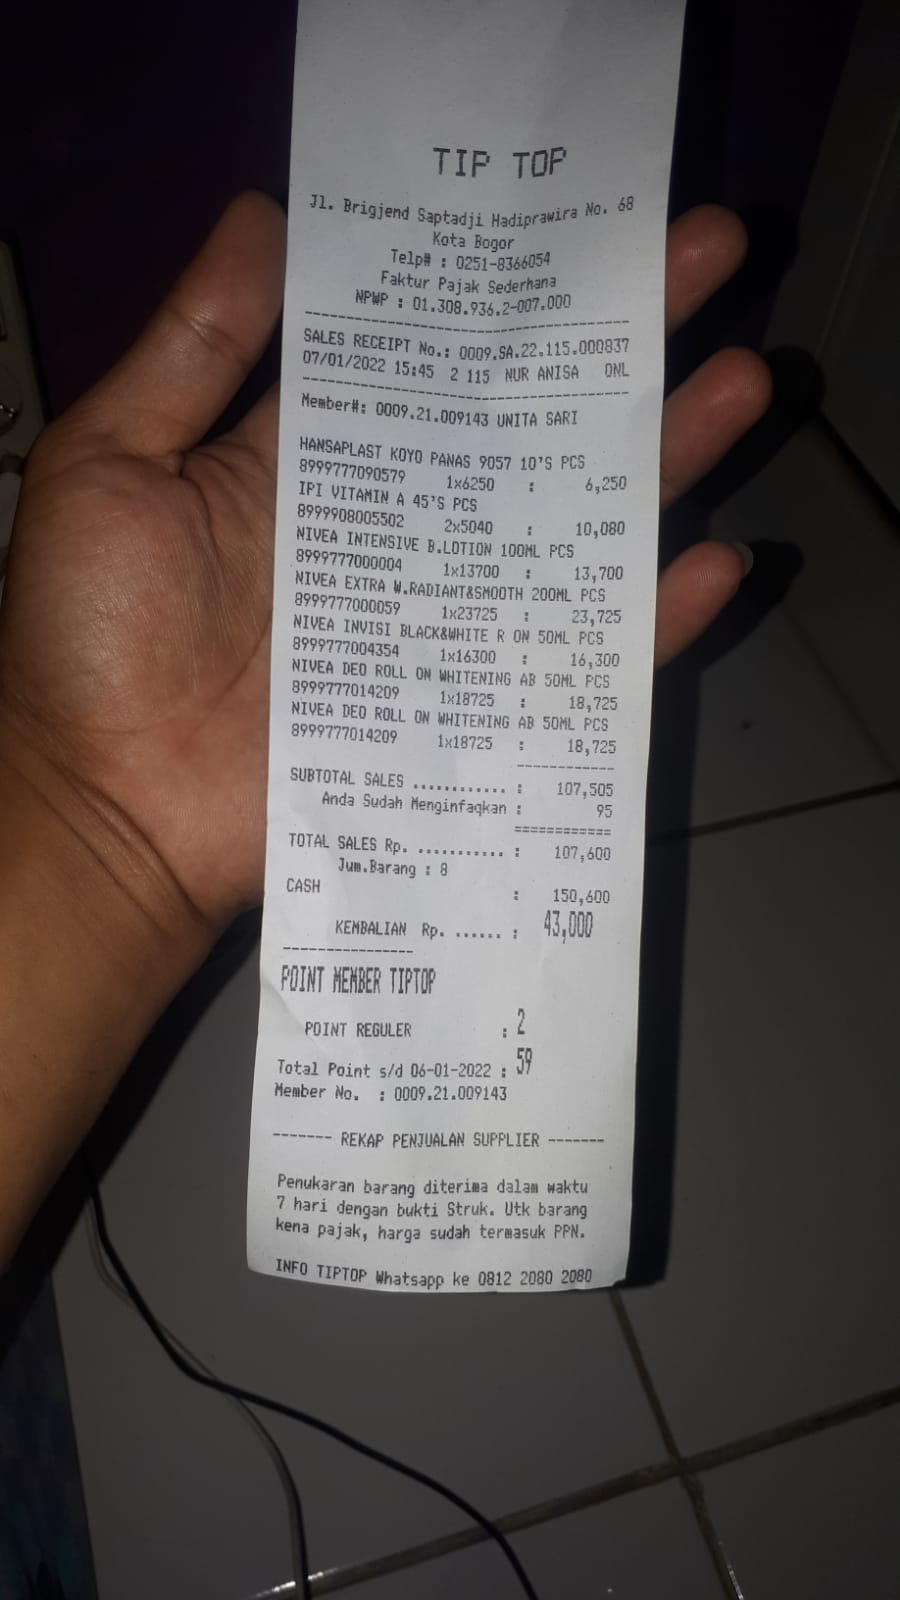 TIP TOP
Jl. Brigjend Saptadji Hadiprawira No. 68
Kota Bogor
Telp# : 0251-8366054
Faktur Pajak Sederhana
NPWP : 01.308.936.2-007.000
--------------------------------------
SALES RECEIPT No.: 0009.SA.22.115.000837
07/01/2022 15:45 2 115 NUR ANISA ONL
--------------------------------------
Member#: 0009.21.009143 UNITA SARI
HANSAPLAST KOYO PANAS 9057 10'S PCS
8999777090579 1x6250 : 6,250
IPI VITAMIN A 45'S PCS
8999908005502 2x5040 : 10,080
NIVEA INTENSIVE B.LOTION 100ML PCS
8999777000004 1x13700 : 13,700
NIVEA EXTRA W.RADIANT&SMOOTH 200ML PCS
8999777000059 1x23725 : 23,725
NIVEA INVISI BLACK&WHITE R ON 50ML PCS
8999777004354 1x16300 : 16,300
NIVEA DEO ROLL ON WHITENING AB 50ML PCS
8999777014209 1x18725 : 18,725
NIVEA DEO ROLL ON WHITENING AB 50ML PCS
8999777014209 1x18725 : 18,725
------------
SUBTOTAL SALES ............ : 107,505
Anda Sudah Menginfaqkan : 95
============
TOTAL SALES Rp. ........... : 107,600
Jum.Barang : 8
CASH : 150,600
KEMBALIAN Rp. ...... : 43,000
----------------
POINT MEMBER TIPTOP
POINT REGULER : 2
Total Point s/d 06-01-2022 : 59
Member No. : 0009.21.009143
------- REKAP PENJUALAN SUPPLIER -------
Penukaran barang diterima dalam waktu
7 hari dengan bukti Struk. Utk barang
kena pajak, harga sudah termasuk PPN.
INFO TIPTOP Whatsapp ke 0812 2080 2080